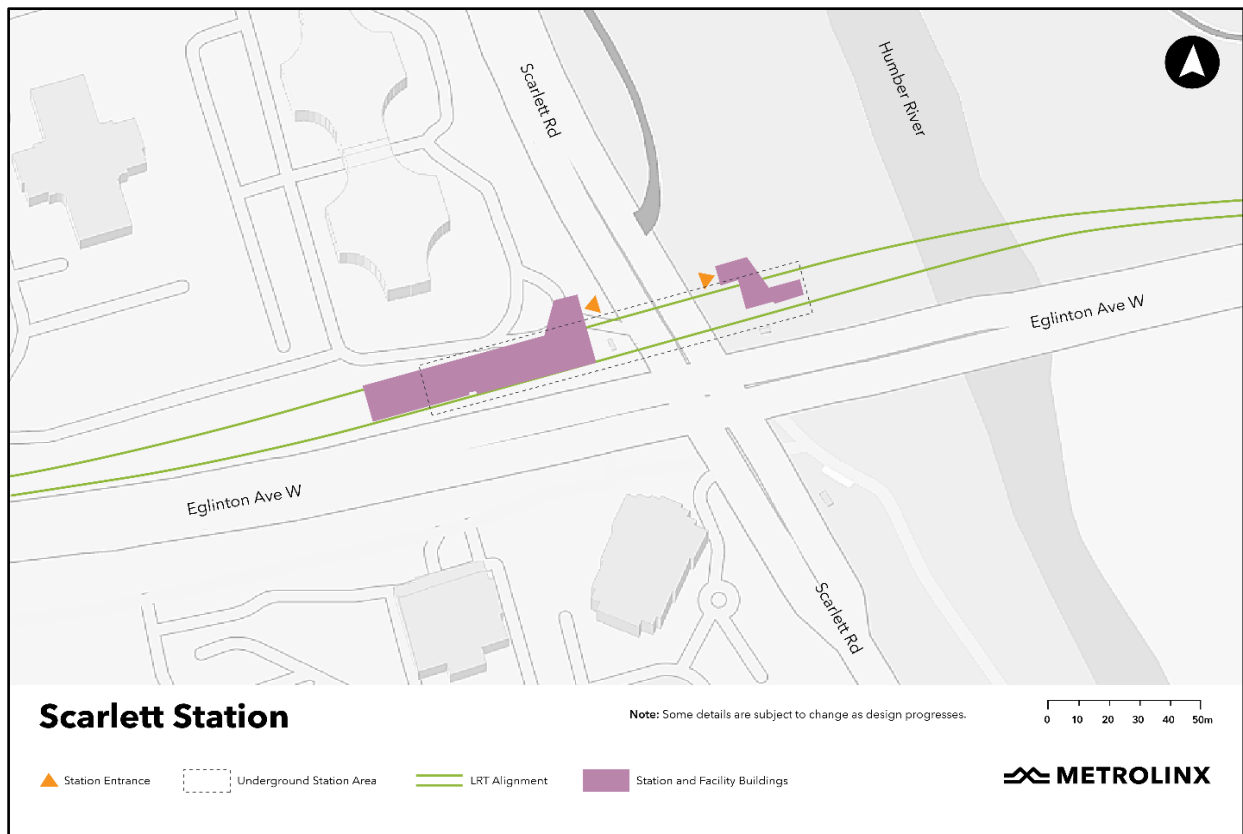 Scarlett Rd
Humber River
Eglinton Ave W
Eglinton Ave W
Scarlett Rd
Scarlett Station
Note: Some details are subject to change as design progresses.
0 10 20 30 40 50m
Station Entrance
Underground Station Area
LRT Alignment
Station and Facility Buildings
METROLINX